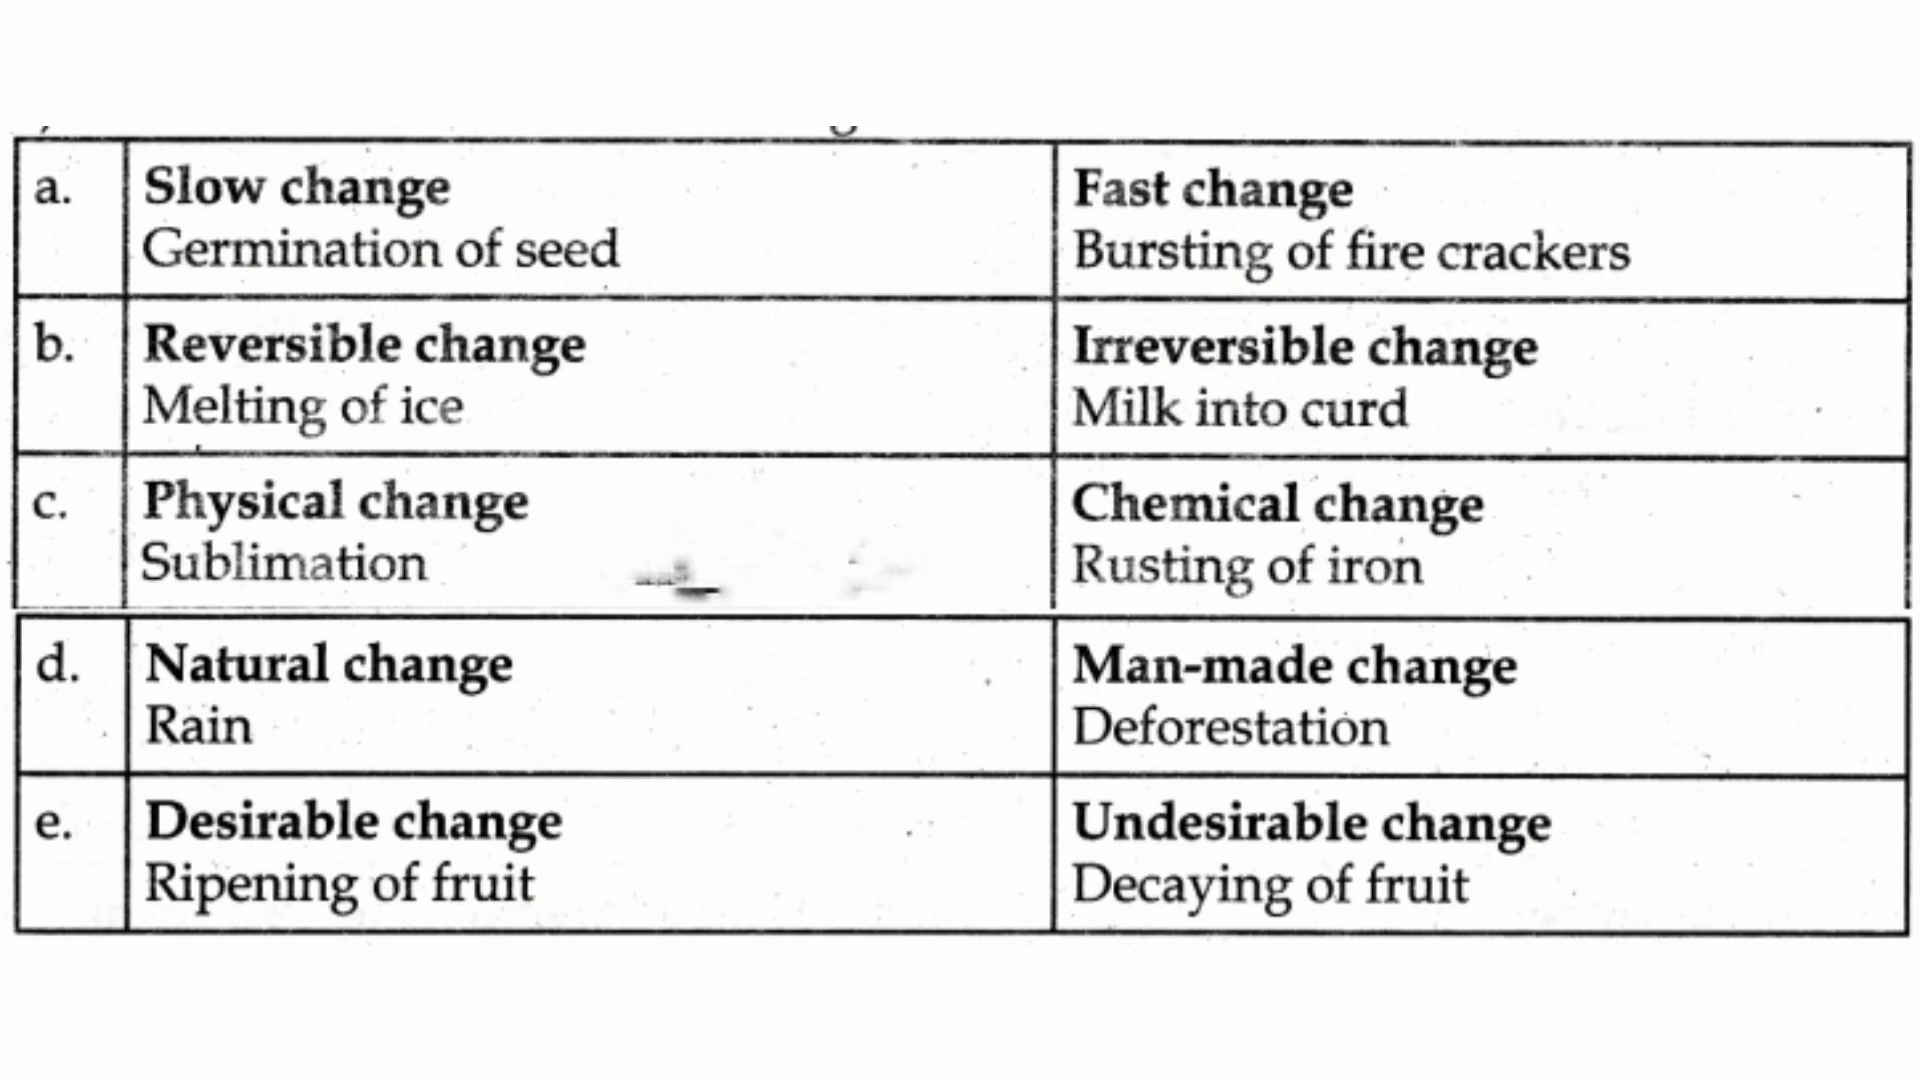 a.
Slow change
Germination of seed
Fast change
Bursting of fire crackers
b.
Reversible change
Melting of ice
Irreversible change
Milk into curd
c.
Physical change
Sublimation
Chemical change
Rusting of iron
d.
Natural change
Rain
Man-made change
Deforestation
e.
Desirable change
Ripening of fruit
Undesirable change
Decaying of fruit